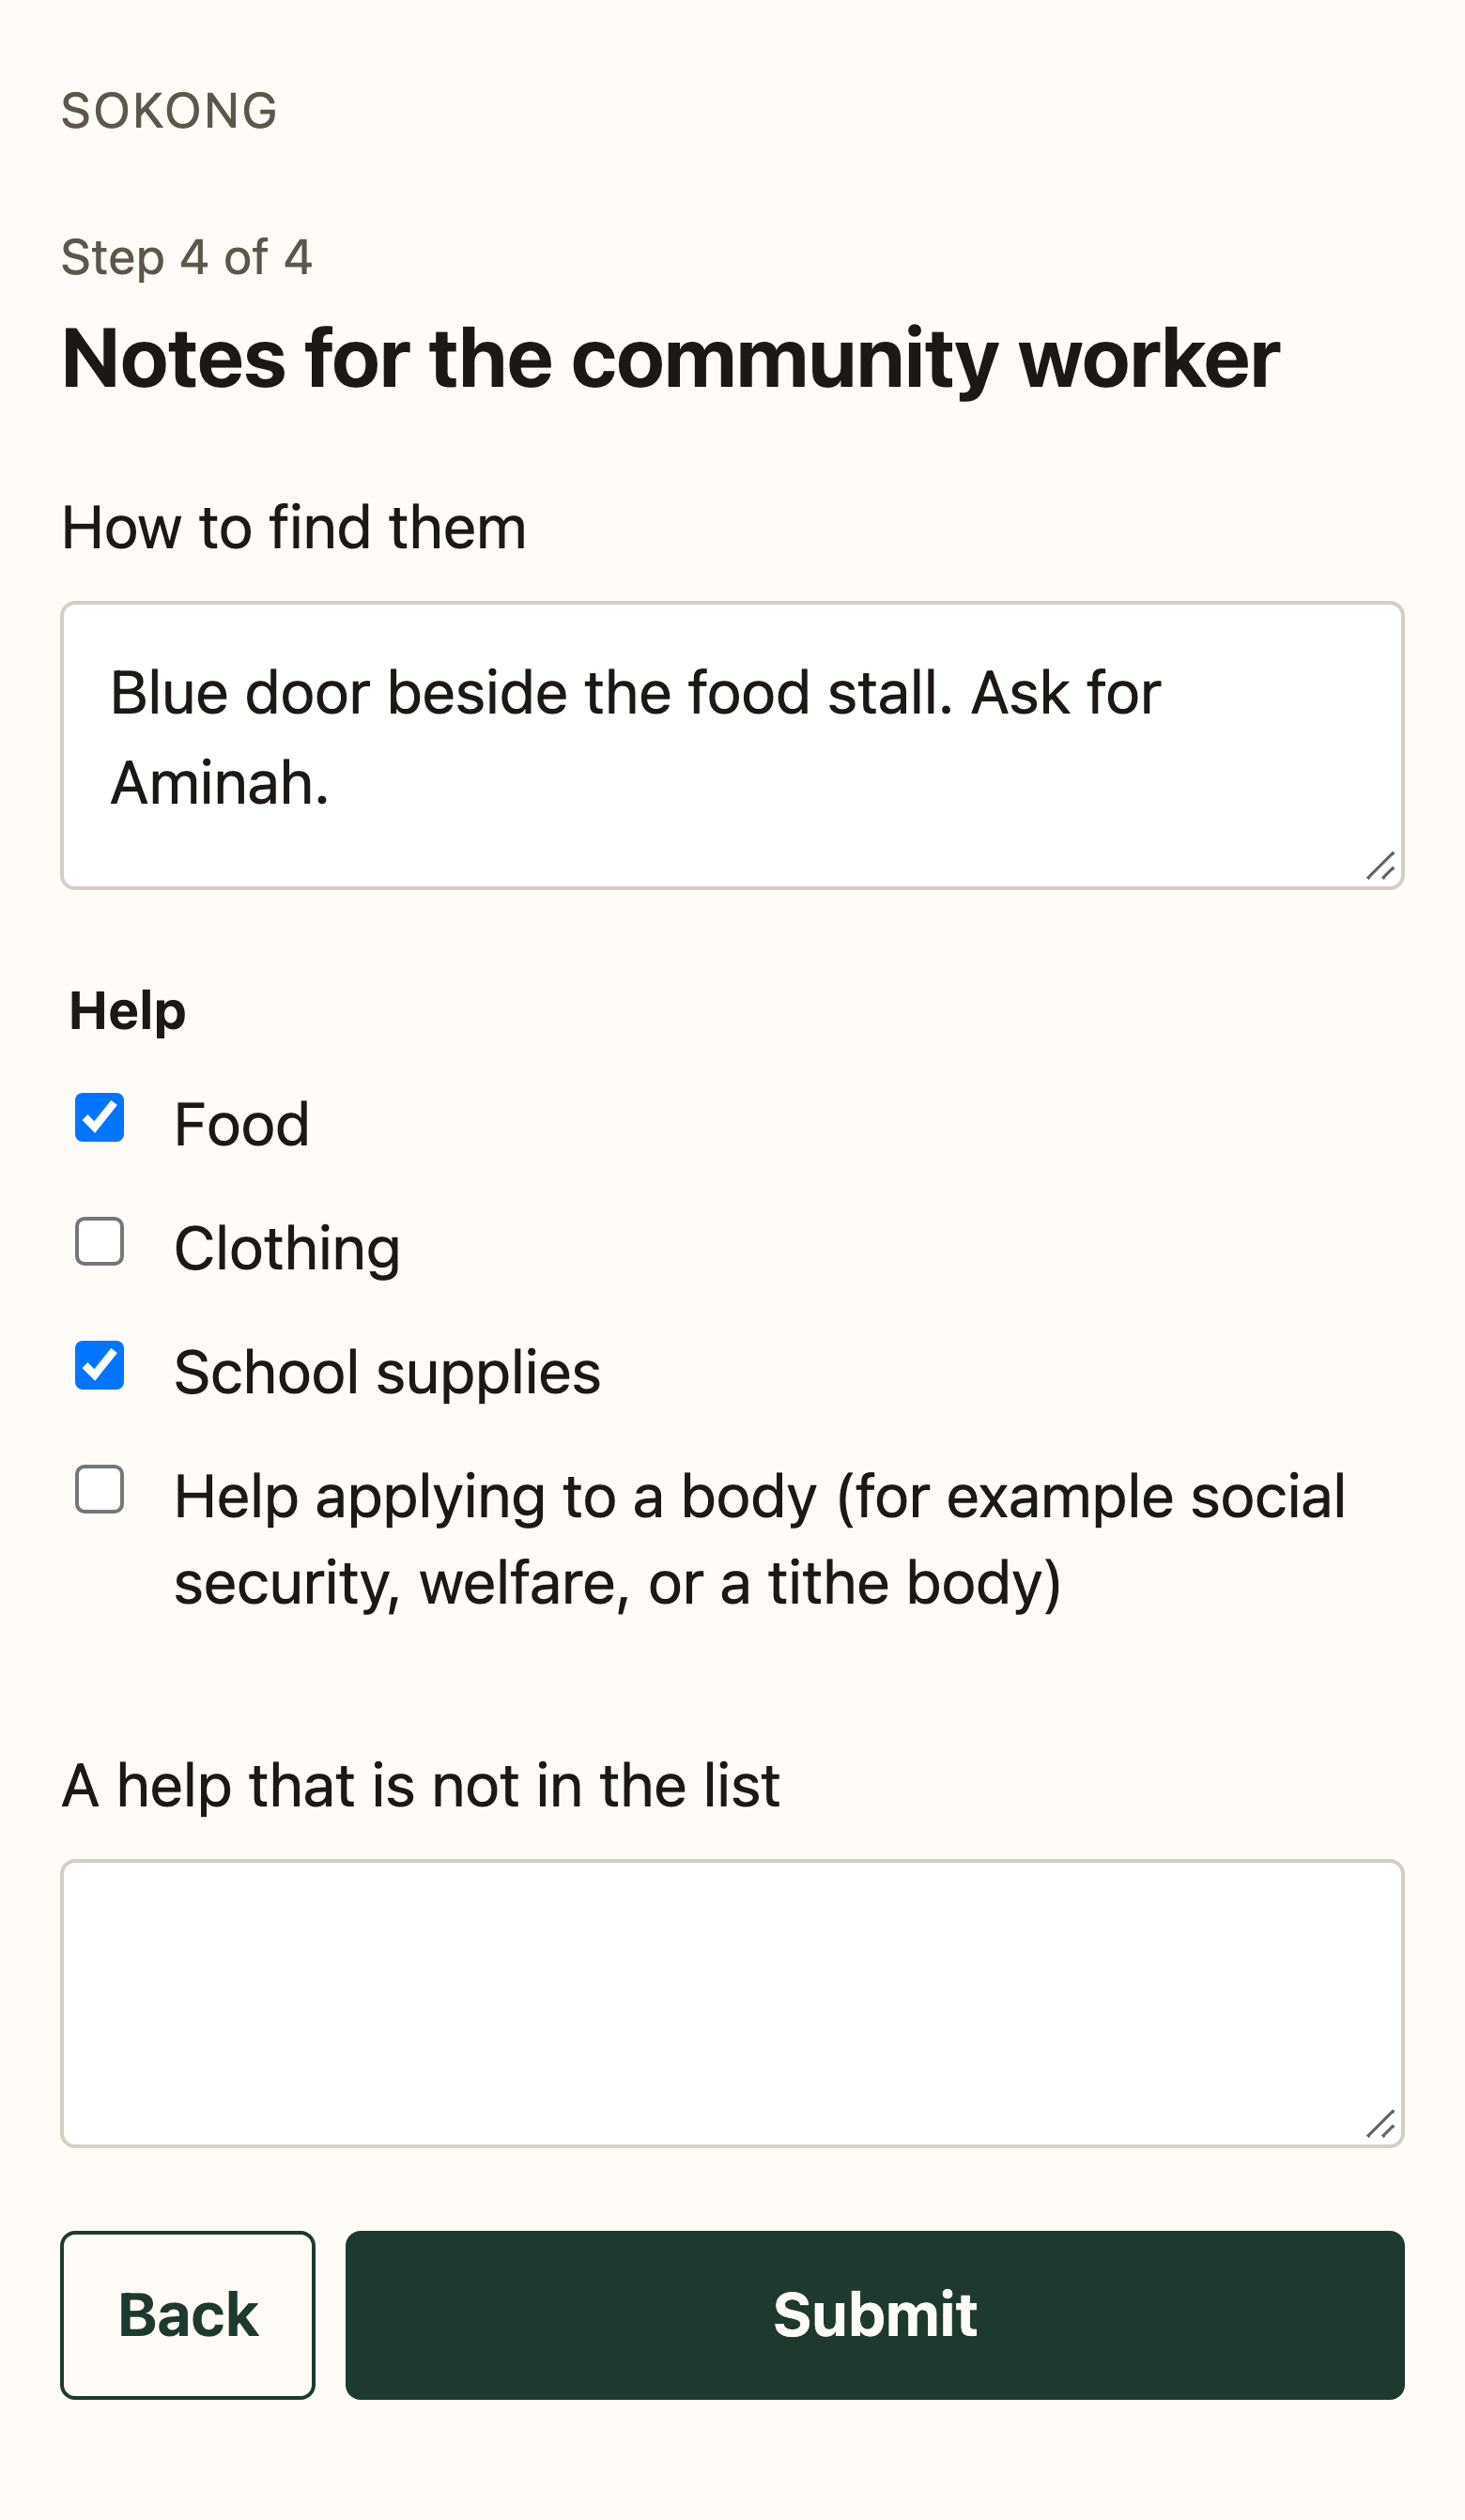 SOKONG
Step 4 of 4
Notes for the community worker
How to find them
Blue door beside the food stall. Ask for
Aminah.
Help
Food
Clothing
School supplies
Help applying to a body (for example social
security, welfare, or a tithe body)
A help that is not in the list
Back
Submit